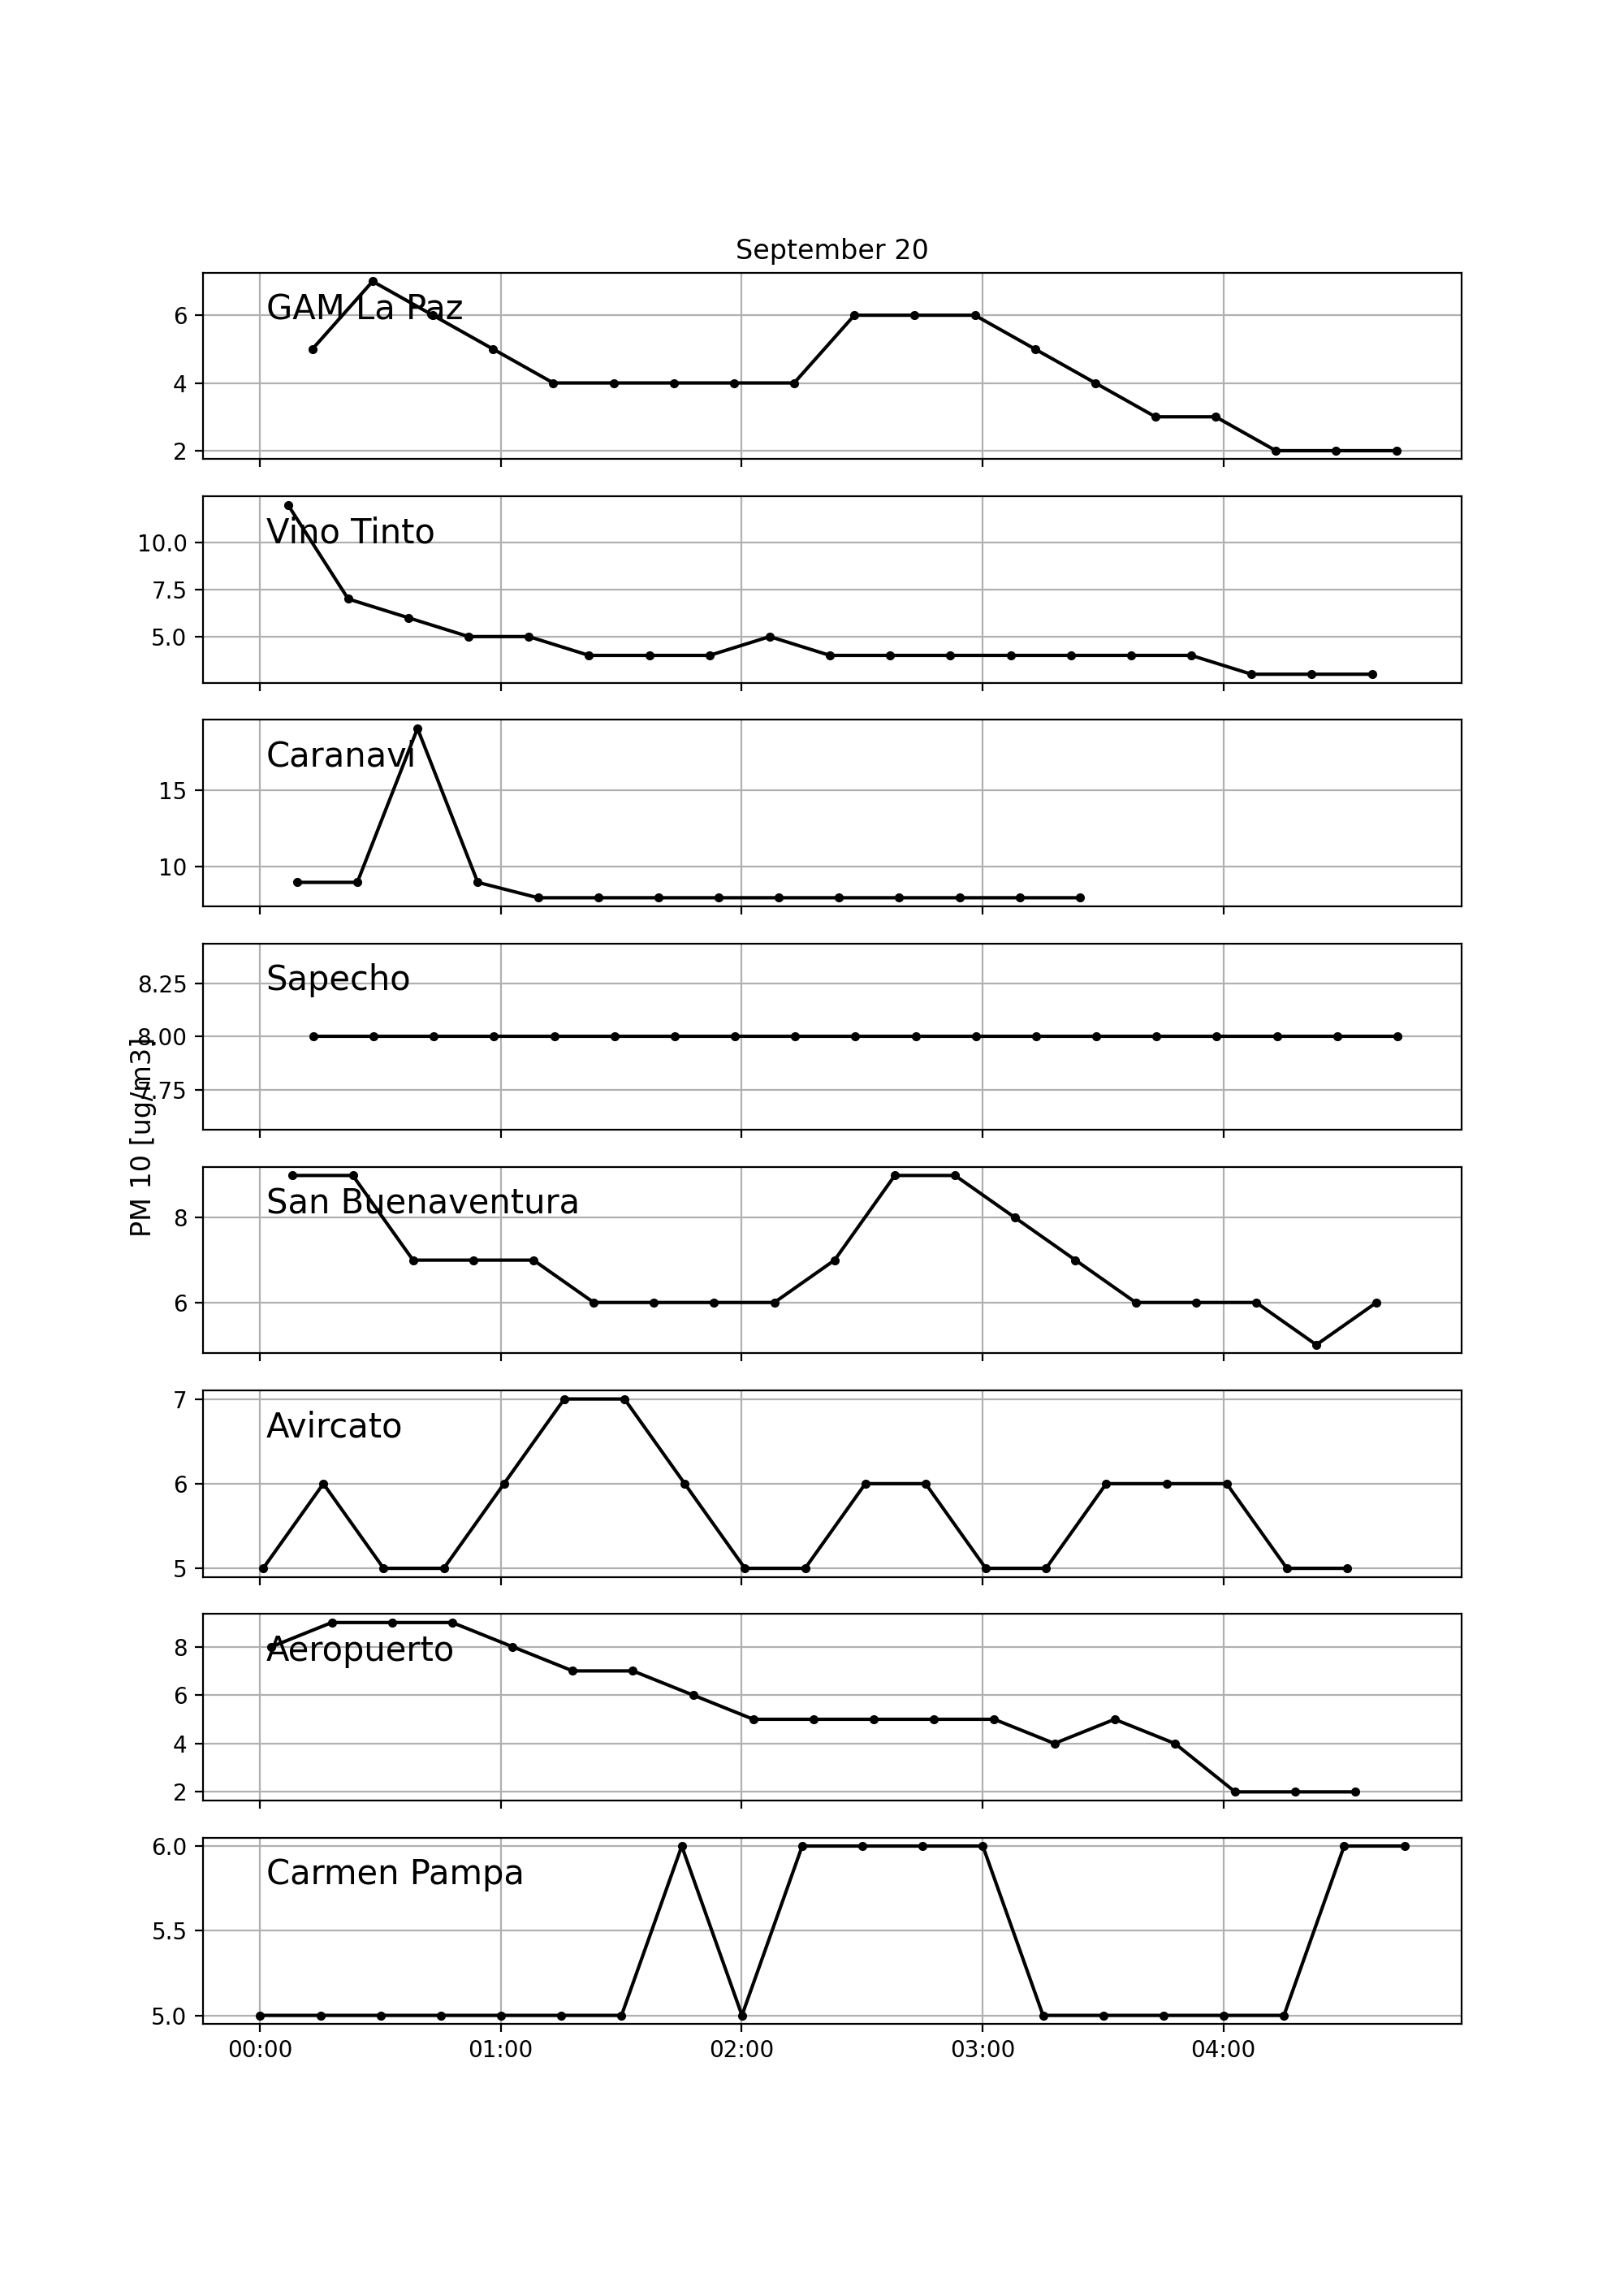 September 20
GAM La Paz
6
4
2
Vino Tinto
10.0
7.5
5.0
Caranavi
15
10
Sapecho
8.25
8.00
7.75
PM 10 [ug/m3]
San Buenaventura
8
6
Avircato
7
6
5
Aeropuerto
8
6
4
2
Carmen Pampa
6.0
5.5
5.0
00:00 01:00 02:00 03:00 04:00